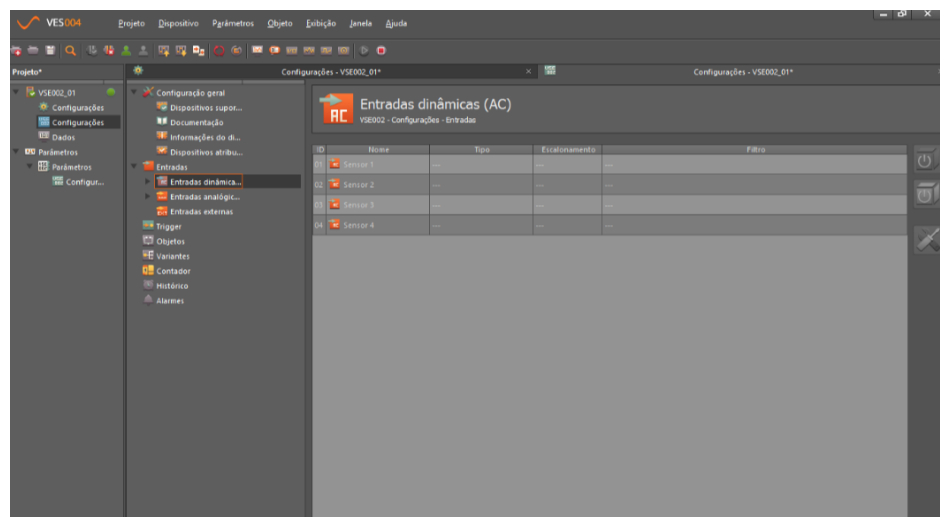 VES004 Projeto Dispositivo Parâmetros Objeto Exibição Janela Ajuda
Projeto*
Configurações - VSE002_01*
Configurações - VSE002_01*
VSE002_01
Configurações
Configurações
Dados
Parâmetros
Parâmetros
Configur...
Configuração geral
Dispositivos supor...
Documentação
Informações do di...
Dispositivos atribu...
Entradas
Entradas dinâmica...
Entradas analógic...
Entradas externas
Trigger
Objetos
Variantes
Contador
Histórico
Alarmes
AC
Entradas dinâmicas (AC)
VSE002 - Configurações - Entradas
ID Nome Tipo Escalonamento Filtro
01 Sensor 1 --- --- ---
02 Sensor 2 --- --- ---
03 Sensor 3 --- --- ---
04 Sensor 4 --- --- ---